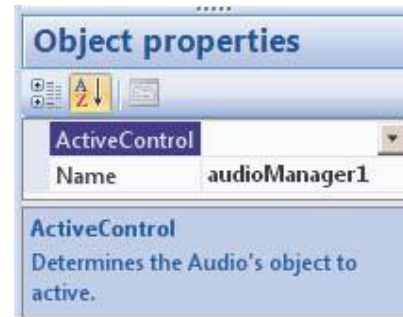 Object properties
A
Z
ActiveControl
Name audioManager1
ActiveControl
Determines the Audio's object to
active.